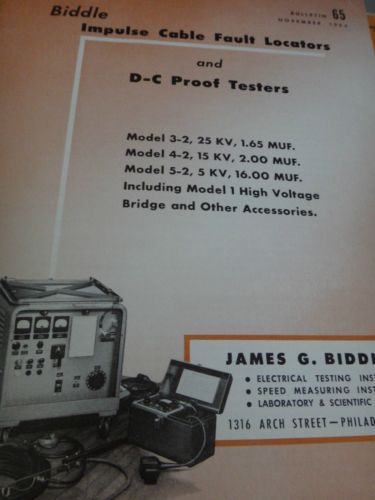 Biddle
BULLETIN 65
NOVEMBER
Impulse Cable Fault Locators
and
D-C Proof Testers
Model 3-2, 25 KV, 1.65 MUF.
Model 4-2, 15 KV, 2.00 MUF.
Model 5-2, 5 KV, 16.00 MUF.
Including Model 1 High Voltage
Bridge and Other Accessories.
JAMES G. BIDDL
• ELECTRICAL TESTING INS
• SPEED MEASURING INST
• LABORATORY & SCIENTIFIC
1316 ARCH STREET—PHILAD